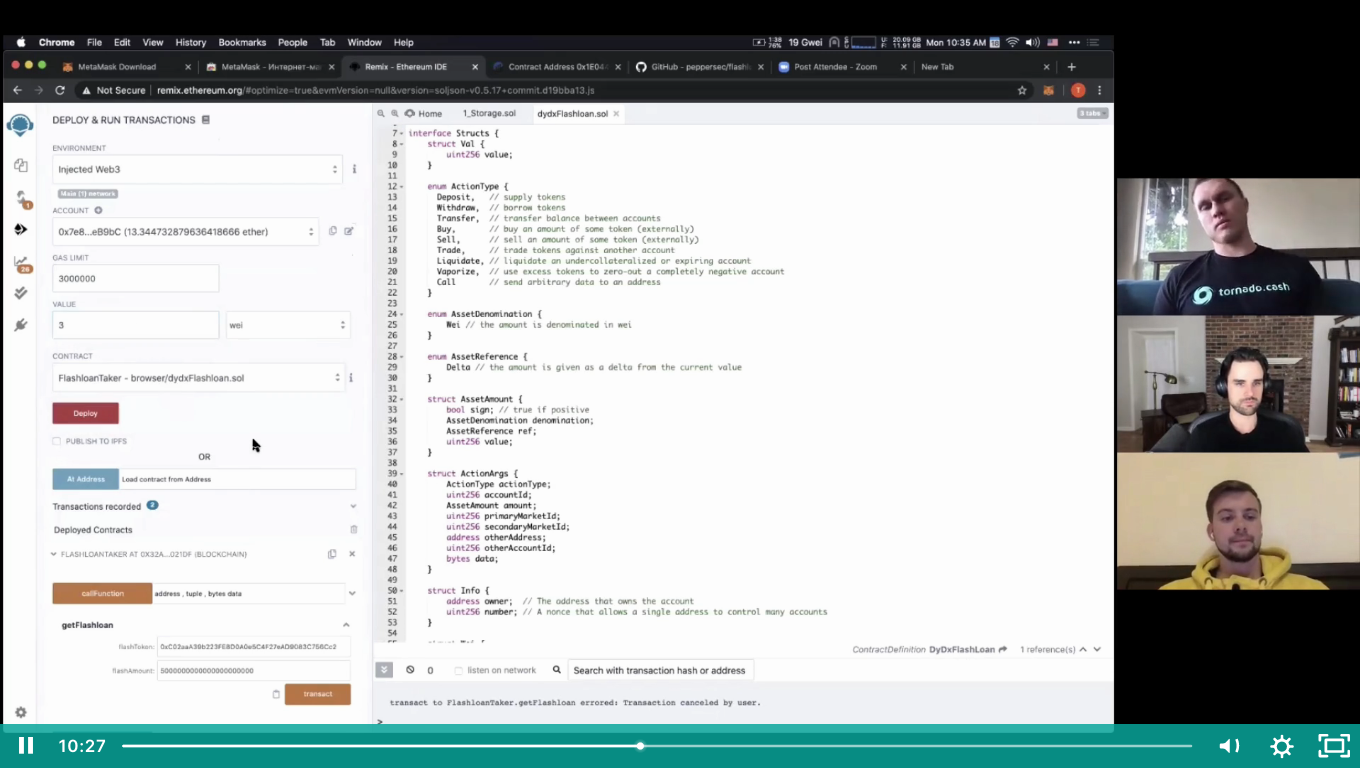 Chrome File Edit View History Bookmarks People Tab Window Help
1:38 76% 19 Gwei U: 20.09 GB F: 11.91 GB Mon 10:35 AM
MetaMask Download
MetaMask - Интернет-ма
Remix - Ethereum IDE
Contract Address 0x1E04
GitHub - peppersec/flashl
Post Attendee - Zoom
New Tab
Not Secure remix.ethereum.org/#optimize=true&evmVersion=null&version=soljson-v0.5.17+commit.d19bba13.js
DEPLOY & RUN TRANSACTIONS
ENVIRONMENT
Injected Web3
Main (1) network
ACCOUNT
0x7e8...eB9bC (13.344732879636418666 ether)
GAS LIMIT
3000000
VALUE
3 wei
CONTRACT
FlashloanTaker - browser/dydxFlashloan.sol
Deploy
PUBLISH TO IPFS
OR
At Address Load contract from Address
Transactions recorded 2
Deployed Contracts
FLASHLOANTAKER AT 0X32A...021DF (BLOCKCHAIN)
callFunction address, tuple, bytes data
getFlashloan
flashToken:
flashAmount:
transact
1
26
Home 1_Storage.sol dydxFlashloan.sol 3 tabs
7 interface Structs {
8 struct Val {
9 uint256 value;
10 }
11
12 enum ActionType {
13 Deposit, // supply tokens
14 Withdraw, // borrow tokens
15 Transfer, // transfer balance between accounts
16 Buy, // buy an amount of some token (externally)
17 Sell, // sell an amount of some token (externally)
18 Trade, // trade tokens against another account
19 Liquidate, // liquidate an undercollateralized or expiring account
20 Vaporize, // use excess tokens to zero-out a completely negative account
21 Call // send arbitrary data to an address
22 }
23
24 enum AssetDenomination {
25 Wei // the amount is denominated in wei
26 }
27
28 enum AssetReference {
29 Delta // the amount is given as a delta from the current value
30 }
31
32 struct AssetAmount {
33 bool sign; // true if positive
34 AssetDenomination denomination;
35 AssetReference ref;
36 uint256 value;
37 }
38
39 struct ActionArgs {
40 ActionType actionType;
41 uint256 accountId;
42 AssetAmount amount;
43 uint256 primaryMarketId;
44 uint256 secondaryMarketId;
45 address otherAddress;
46 uint256 otherAccountId;
47 bytes data;
48 }
49
50 struct Info {
51 address owner; // The address that owns the account
52 uint256 number; // A nonce that allows a single address to control many accounts
53 }
54
ContractDefinition DyDxFlashLoan 1 reference(s)
0 listen on network Search with transaction hash or address
transact to FlashloanTaker.getFlashloan errored: Transaction canceled by user.
>
tornado.cash
10:27